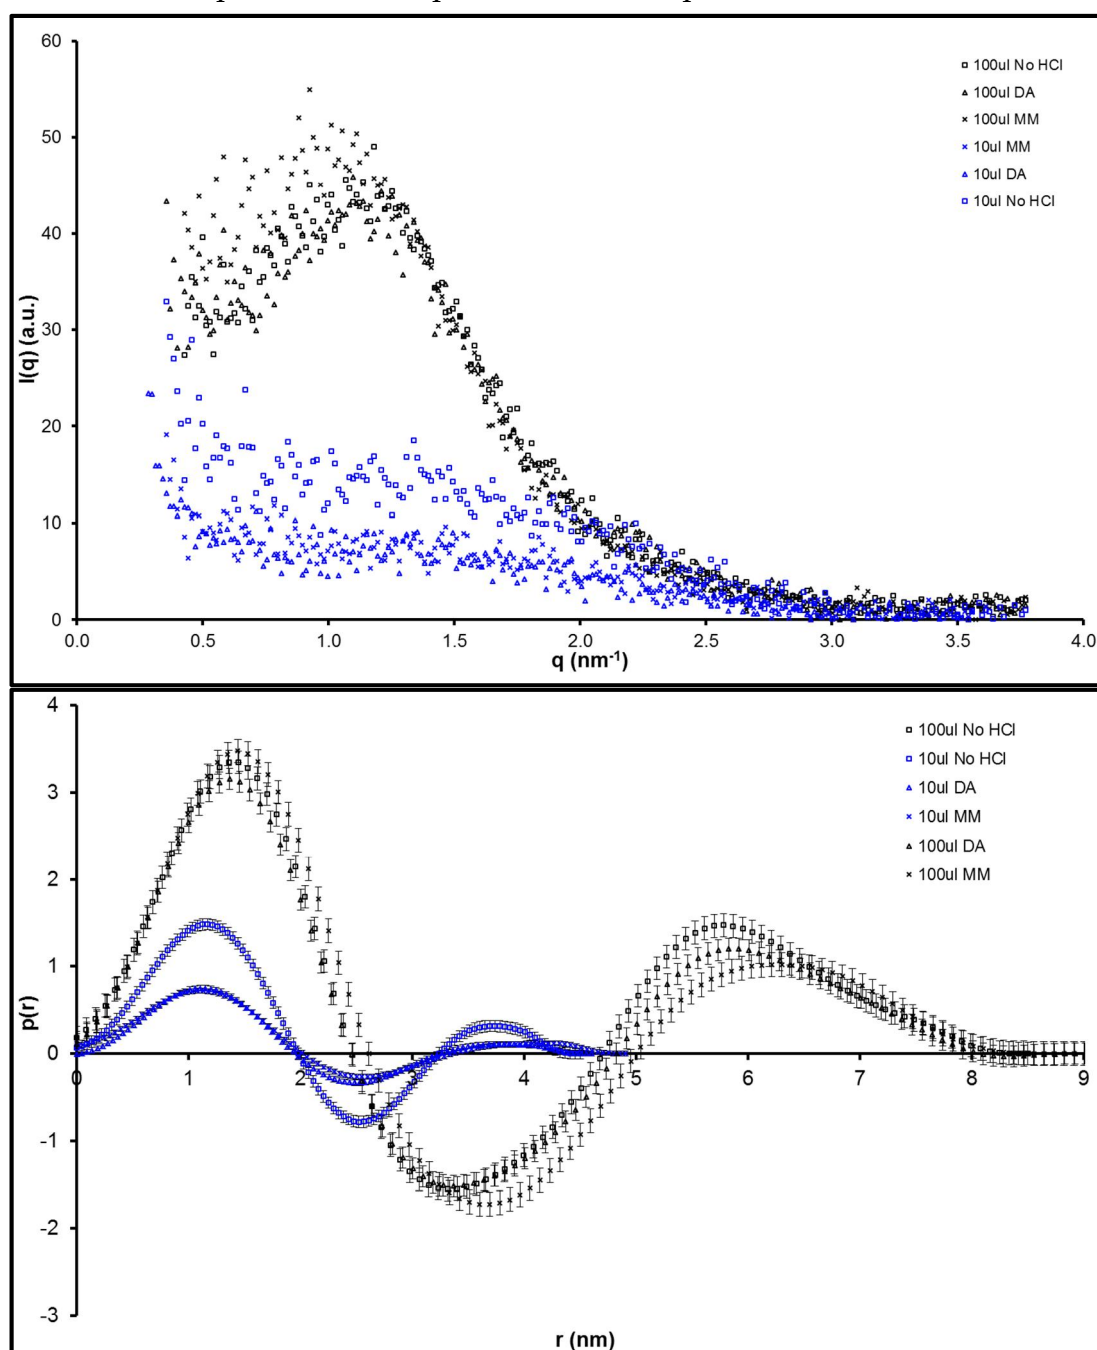 60
50
40
30
20
10
0
I(q) (a.u.)
0.0 0.5 1.0 1.5 2.0 2.5 3.0 3.5 4.0
q (nm-1)
100ul No HCl
100ul DA
100ul MM
10ul MM
10ul DA
10ul No HCl
4
3
2
1
0
-1
-2
-3
p(r)
0 1 2 3 4 5 6 7 8 9
r (nm)
100ul No HCl
10ul No HCl
10ul DA
10ul MM
100ul DA
100ul MM